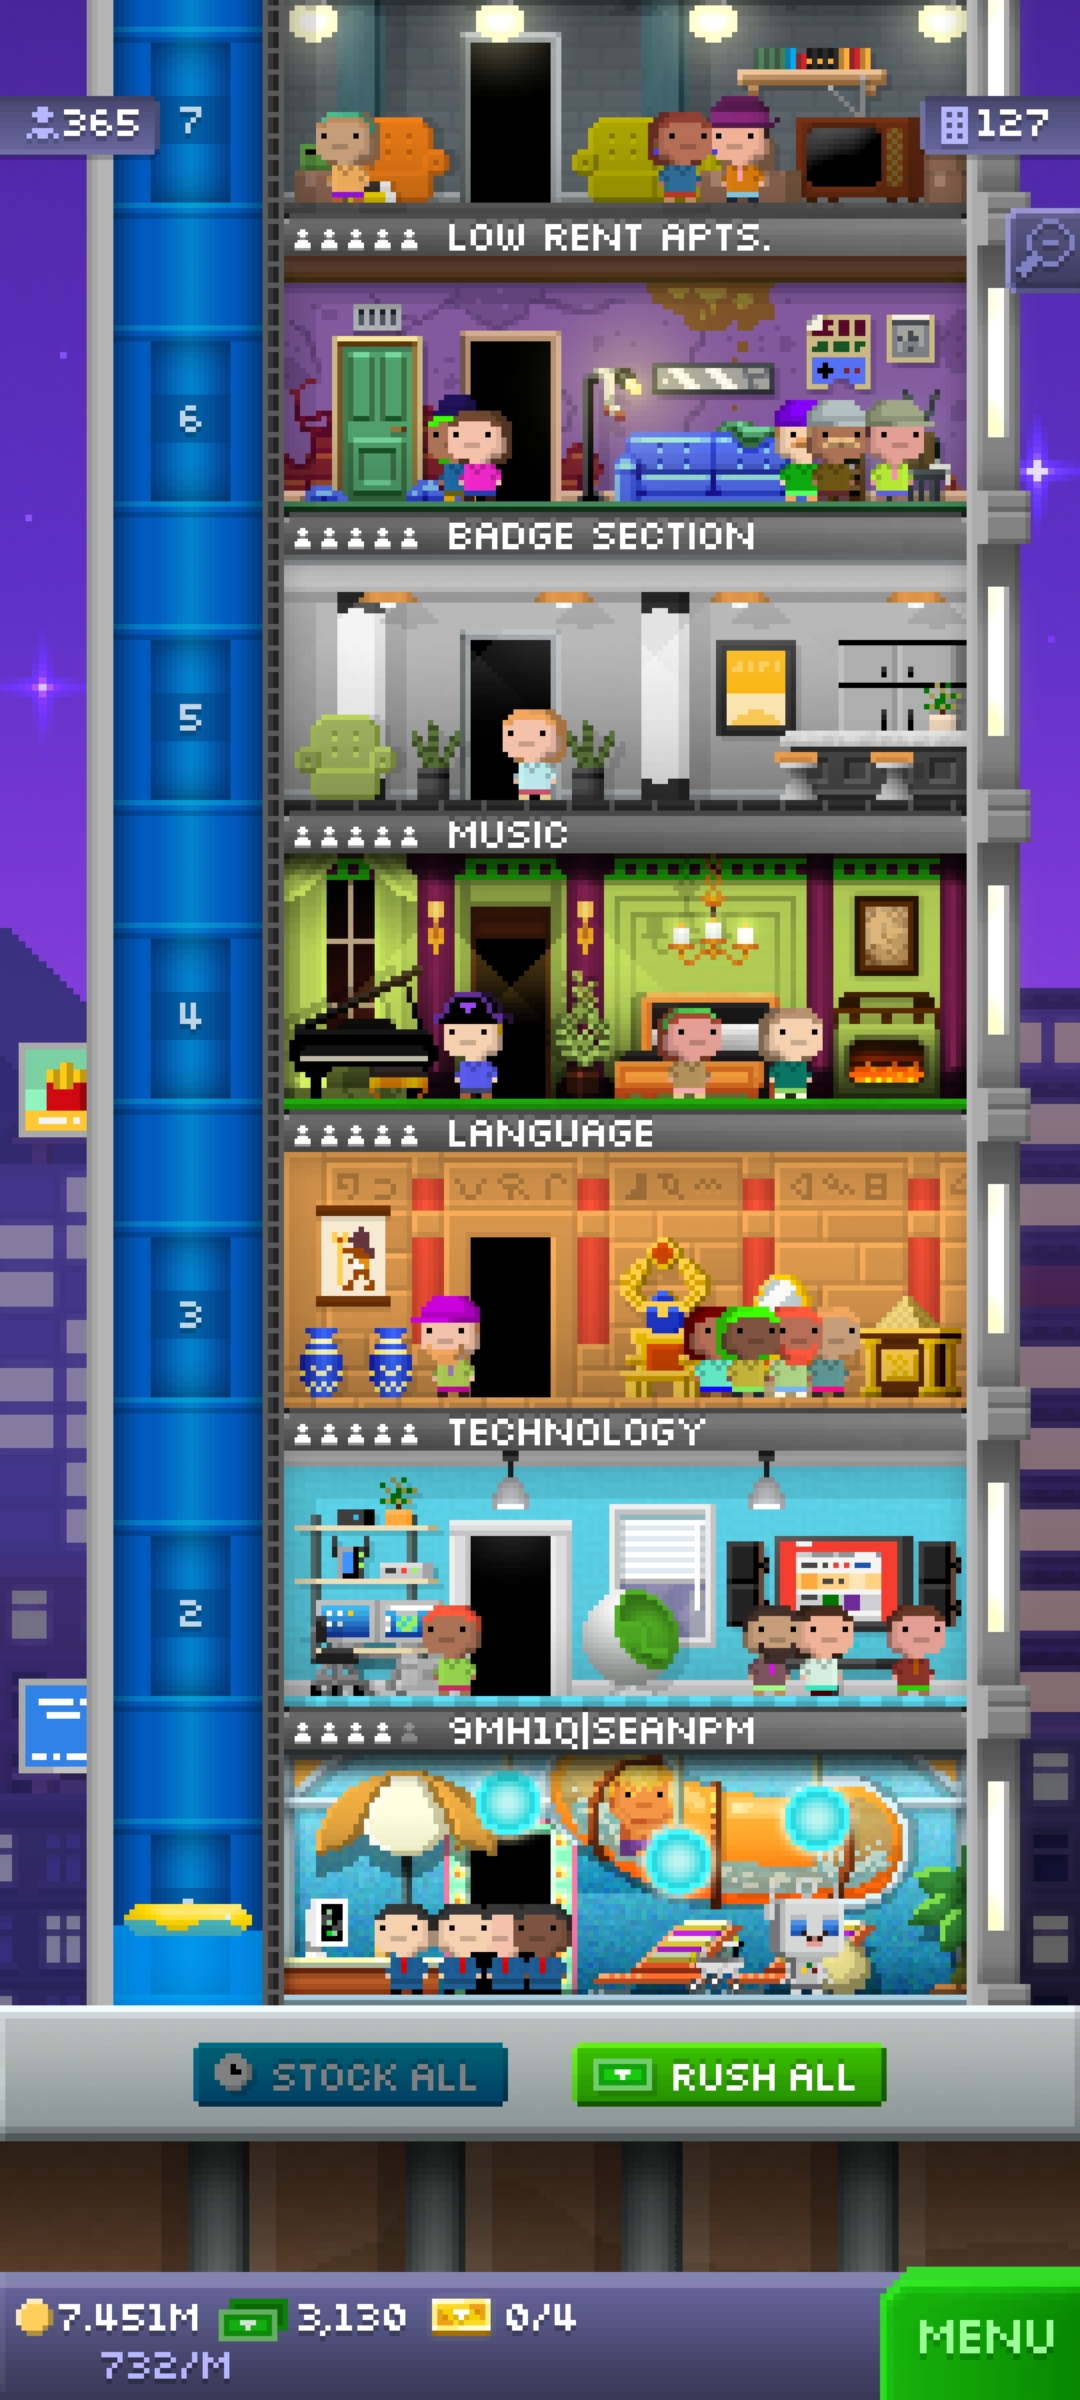 365
7
127
LOW RENT APTS.
6
BADGE SECTION
5
MUSIC
4
LANGUAGE
3
TECHNOLOGY
2
9MH1Q|SEANPM
STOCK ALL
RUSH ALL
7.451M
3,130
0/4
732/M
MENU